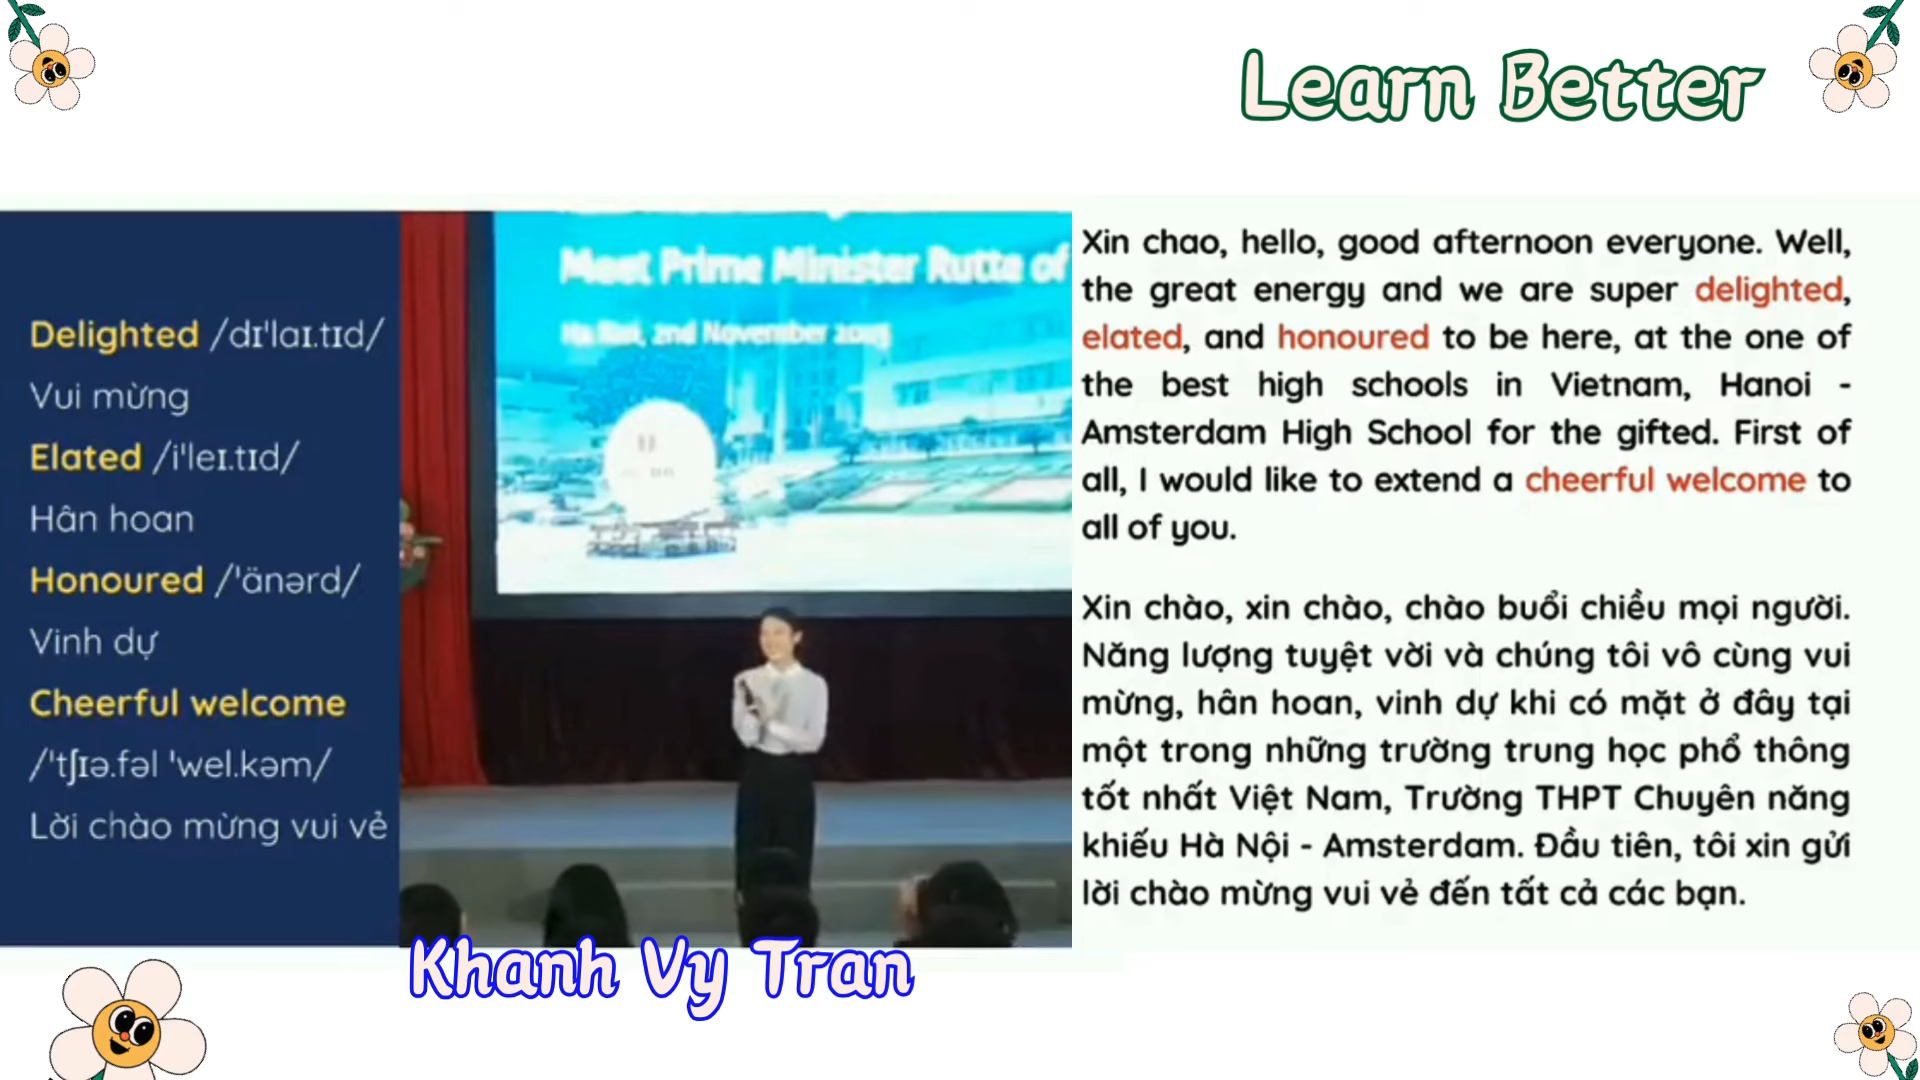 Learn Better
Delighted /dɪˈlaɪ.tɪd/
Vui mừng
Elated /iˈleɪ.tɪd/
Hân hoan
Honoured /ˈänərd/
Vinh dự
Cheerful welcome
/ˈtʃɪə.fəl ˈwel.kəm/
Lời chào mừng vui vẻ
Meet Prime Minister Rutte of
2nd November
Xin chao, hello, good afternoon everyone. Well,
the great energy and we are super delighted,
elated, and honoured to be here, at the one of
the best high schools in Vietnam, Hanoi -
Amsterdam High School for the gifted. First of
all, I would like to extend a cheerful welcome to
all of you.
Xin chào, xin chào, chào buổi chiều mọi người.
Năng lượng tuyệt vời và chúng tôi vô cùng vui
mừng, hân hoan, vinh dự khi có mặt ở đây tại
một trong những trường trung học phổ thông
tốt nhất Việt Nam, Trường THPT Chuyên năng
khiếu Hà Nội - Amsterdam. Đầu tiên, tôi xin gửi
lời chào mừng vui vẻ đến tất cả các bạn.
Khanh Vy Tran